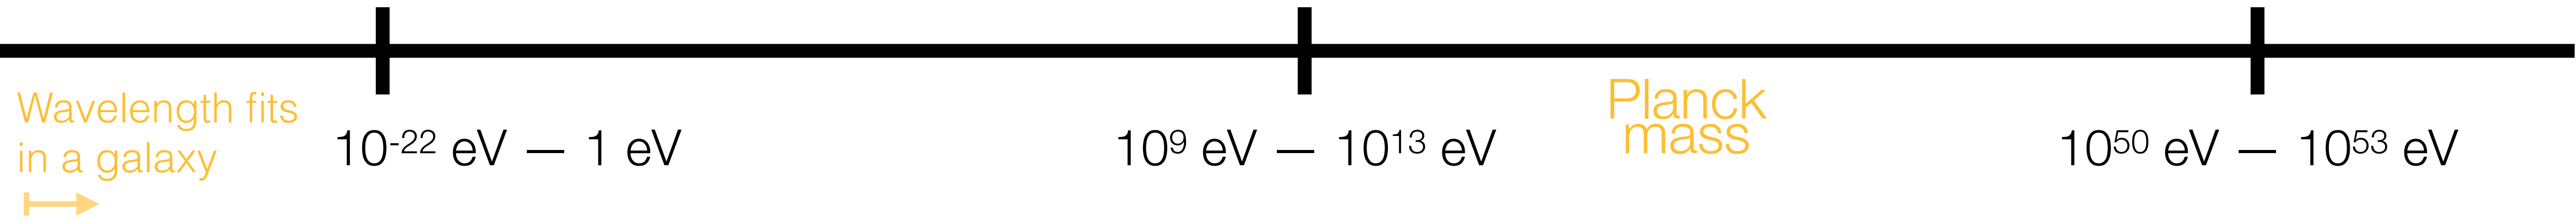 Wavelength fits
in a galaxy
10⁻²² eV — 1 eV
10⁹ eV — 10¹³ eV
Planck
mass
10⁵⁰ eV — 10⁵³ eV